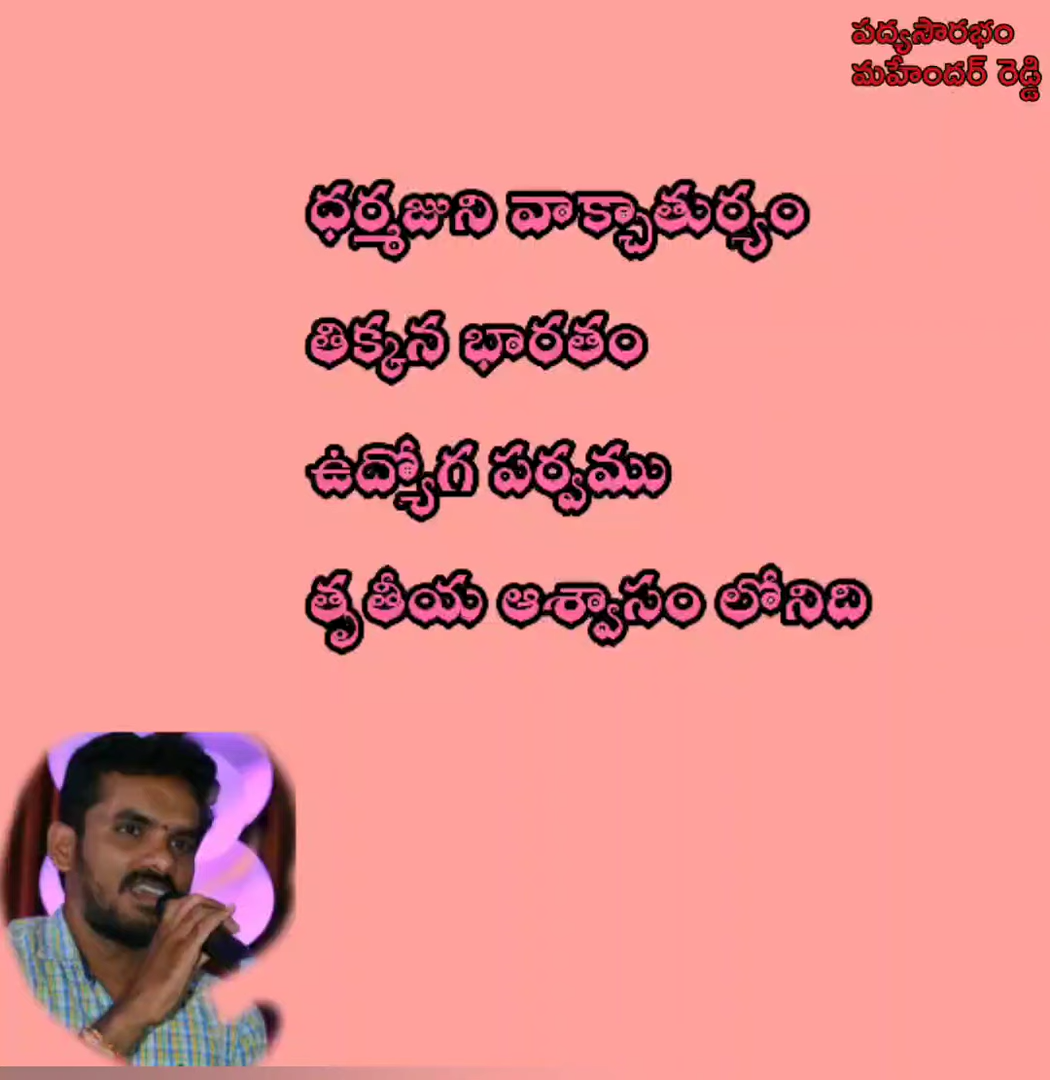 పద్యసౌరభం
మహేందర్ రెడ్డి
ధర్మజుని వాక్చాతుర్యం
తిక్కన భారతం
ఉద్యోగ పర్వము
తృతీయ ఆశ్వాసం లోనిది